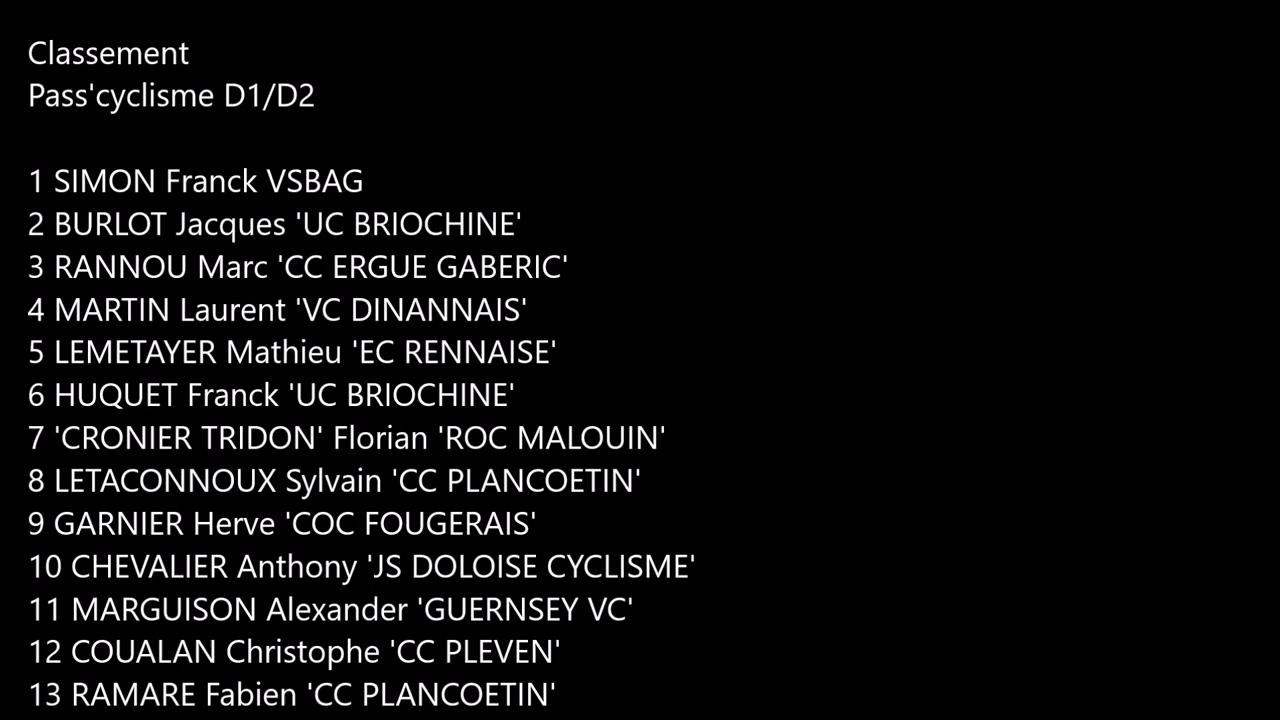 Classement
Pass'cyclisme D1/D2
1 SIMON Franck VSBAG
2 BURLOT Jacques 'UC BRIOCHINE'
3 RANNOU Marc 'CC ERGUE GABERIC'
4 MARTIN Laurent 'VC DINANNAIS'
5 LEMETAYER Mathieu 'EC RENNAISE'
6 HUQUET Franck 'UC BRIOCHINE'
7 'CRONIER TRIDON' Florian 'ROC MALOUIN'
8 LETACONNOUX Sylvain 'CC PLANCOETIN'
9 GARNIER Herve 'COC FOUGERAIS'
10 CHEVALIER Anthony 'JS DOLOISE CYCLISME'
11 MARGUISON Alexander 'GUERNSEY VC'
12 COUALAN Christophe 'CC PLEVEN'
13 RAMARE Fabien 'CC PLANCOETIN'